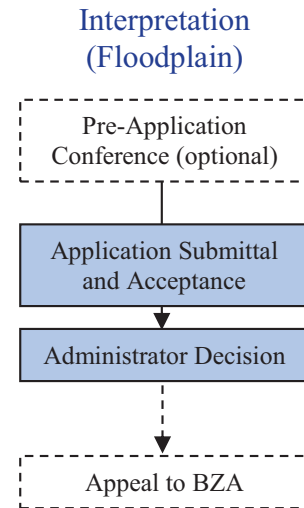 Interpretation
(Floodplain)
Pre-Application
Conference (optional)
Application Submittal
and Acceptance
Administrator Decision
Appeal to BZA